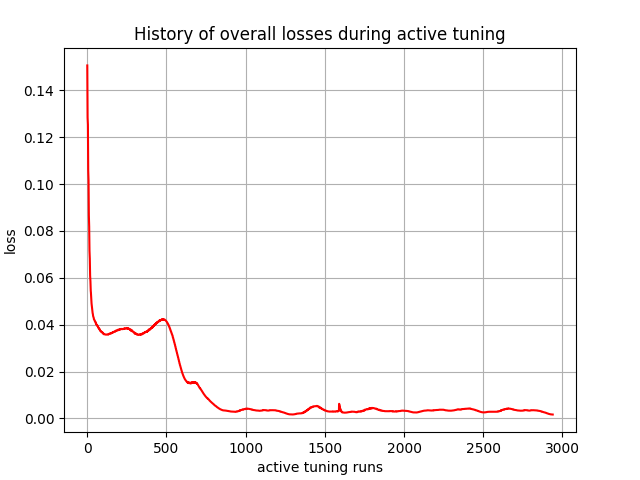 History of overall losses during active tuning
0.14
0.12
0.10
0.08
0.06
0.04
0.02
0.00
loss
0 500 1000 1500 2000 2500 3000
active tuning runs